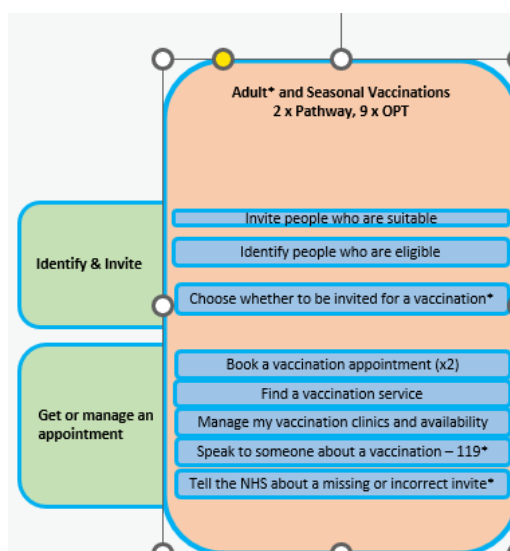 Adult* and Seasonal Vaccinations
2 x Pathway, 9 x OPT
Identify & Invite
Invite people who are suitable
Identify people who are eligible
Choose whether to be invited for a vaccination*
Get or manage an
appointment
Book a vaccination appointment (x2)
Find a vaccination service
Manage my vaccination clinics and availability
Speak to someone about a vaccination – 119*
Tell the NHS about a missing or incorrect invite*